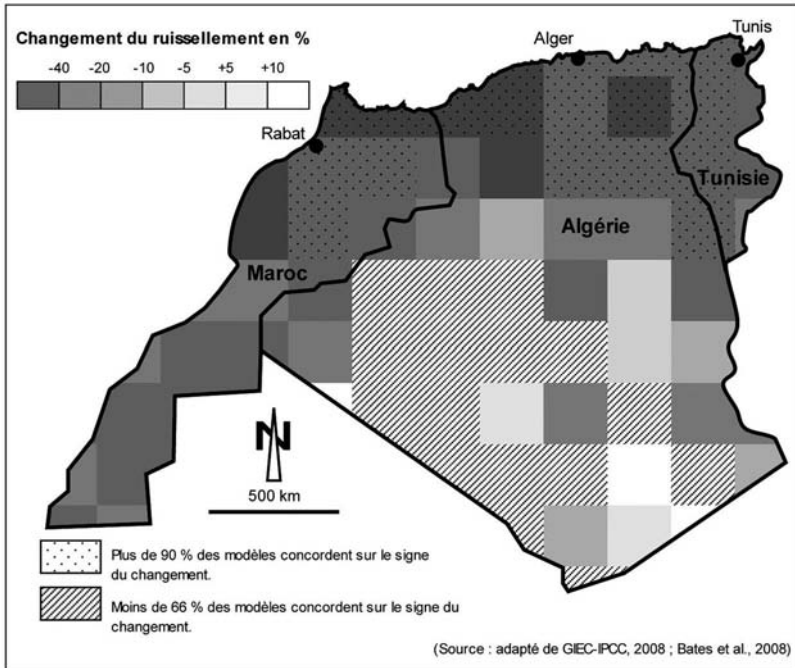 Changement du ruissellement en %
-40 -20 -10 -5 +5 +10
Alger
Tunis
Rabat
Tunisie
Algérie
Maroc
N
500 km
Plus de 90 % des modèles concordent sur le signe
du changement.
Moins de 66 % des modèles concordent sur le signe du
changement.
(Source : adapté de GIEC-IPCC, 2008 ; Bates et al., 2008)